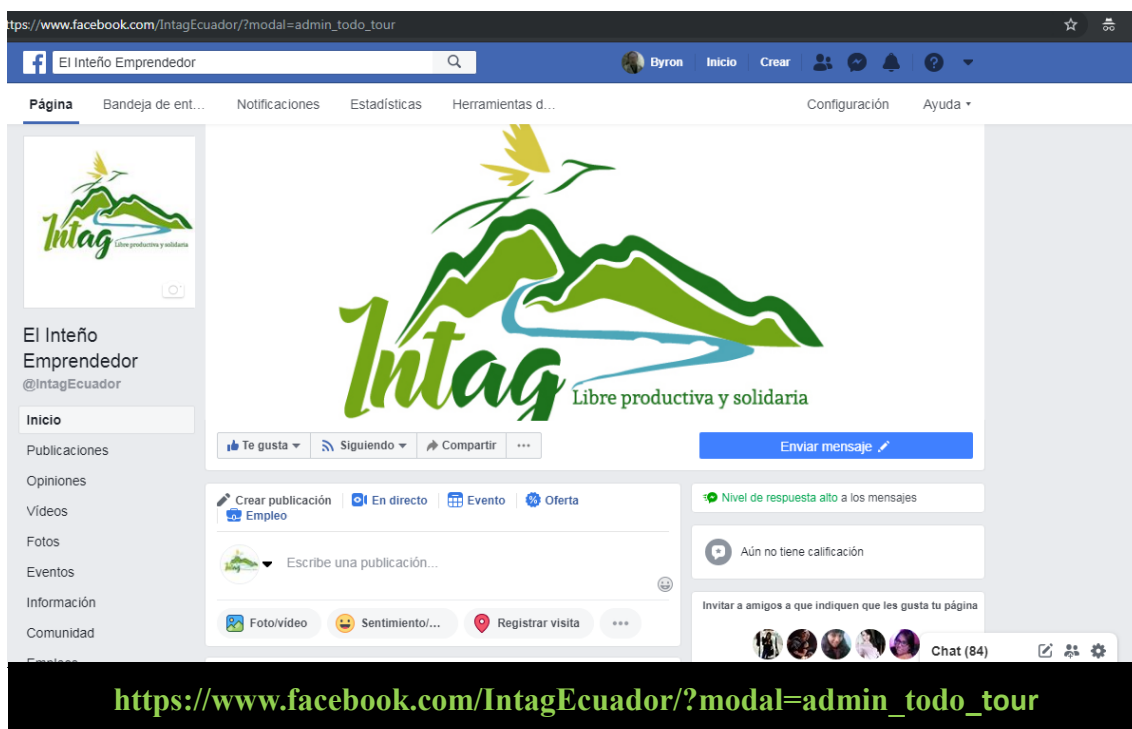 ttps://www.facebook.com/IntagEcuador/?modal=admin_todo_tour
El Inteño Emprendedor
Byron Inicio Crear
Página Bandeja de ent... Notificaciones Estadísticas Herramientas d... Configuración Ayuda
Intag
Libre productiva y solidaria
Intag
Libre productiva y solidaria
El Inteño
Emprendedor
@IntagEcuador
Inicio
Publicaciones
Opiniones
Vídeos
Fotos
Eventos
Información
Comunidad
Empleos
Te gusta Siguiendo Compartir ...
Enviar mensaje
Crear publicación En directo Evento Oferta
Empleo
Escribe una publicación...
Foto/vídeo Sentimiento/... Registrar visita
Nivel de respuesta alto a los mensajes
Aún no tiene calificación
Invitar a amigos a que indiquen que les gusta tu página
Chat (84)
https://www.facebook.com/IntagEcuador/?modal=admin_todo_tour